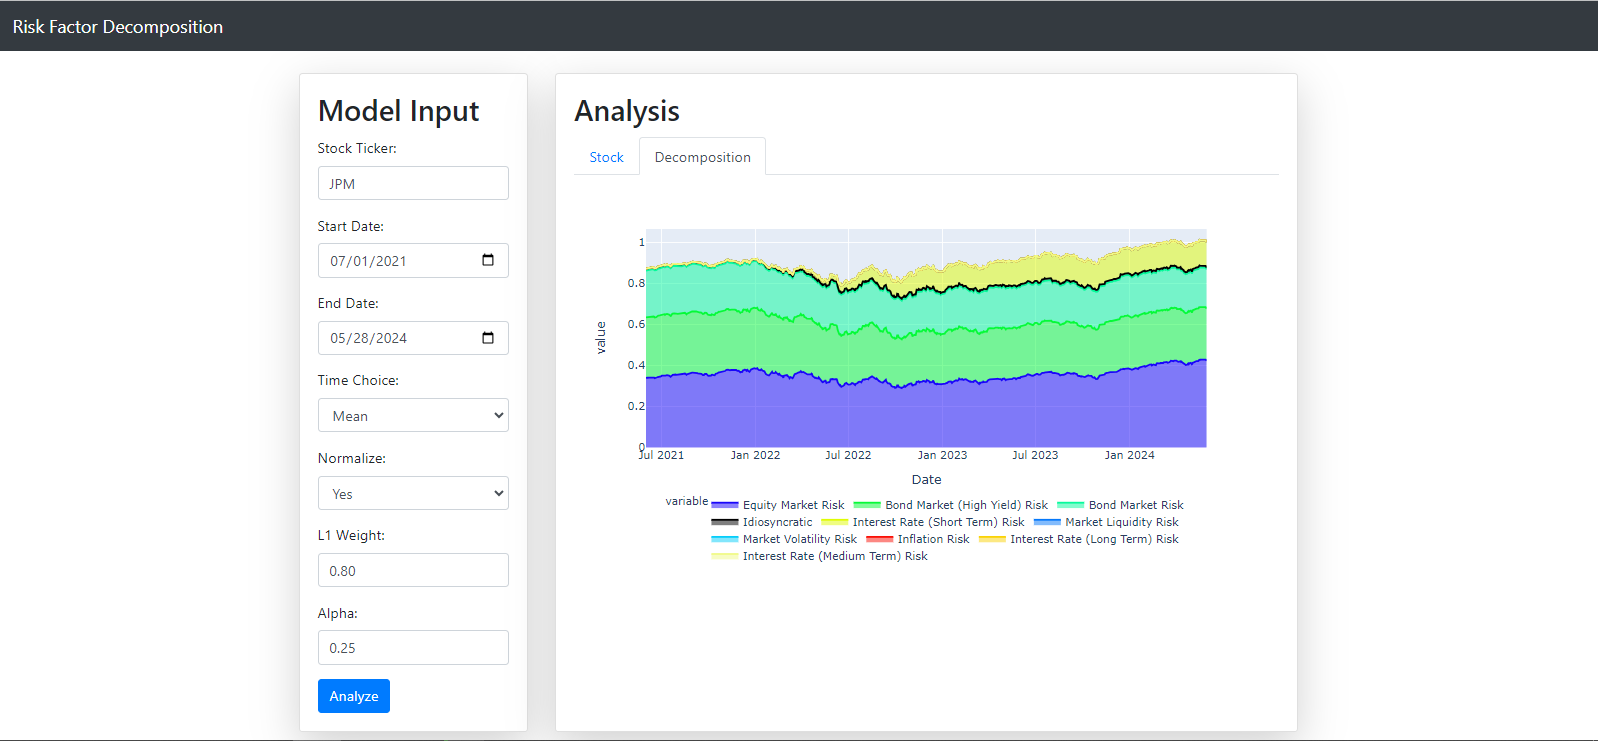 Risk Factor Decomposition
Model Input
Stock Ticker:
JPM
Start Date:
07/01/2021
End Date:
05/28/2024
Time Choice:
Mean
Normalize:
Yes
L1 Weight:
0.80
Alpha:
0.25
Analyze
Analysis
Stock Decomposition
1
0.8
0.6
0.4
0.2
0
value
Jul 2021 Jan 2022 Jul 2022 Jan 2023 Jul 2023 Jan 2024
Date
variable Equity Market Risk Bond Market (High Yield) Risk Bond Market Risk
Idiosyncratic Interest Rate (Short Term) Risk Market Liquidity Risk
Market Volatility Risk Inflation Risk Interest Rate (Long Term) Risk
Interest Rate (Medium Term) Risk